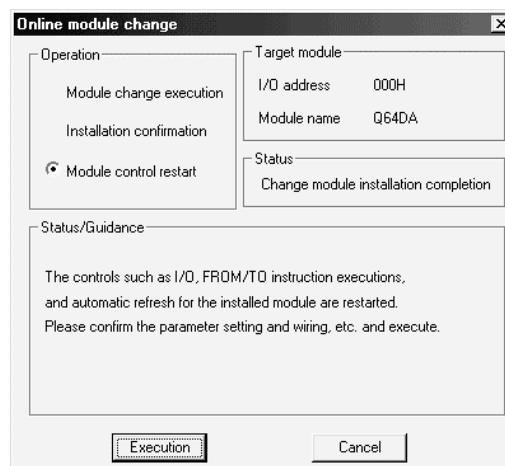 Online module change
Operation
Module change execution
Installation confirmation
Module control restart
Target module
I/O address 000H
Module name Q64DA
Status
Change module installation completion
Status/Guidance
The controls such as I/O, FROM/TO instruction executions,
and automatic refresh for the installed module are restarted.
Please confirm the parameter setting and wiring, etc. and execute.
Execution Cancel